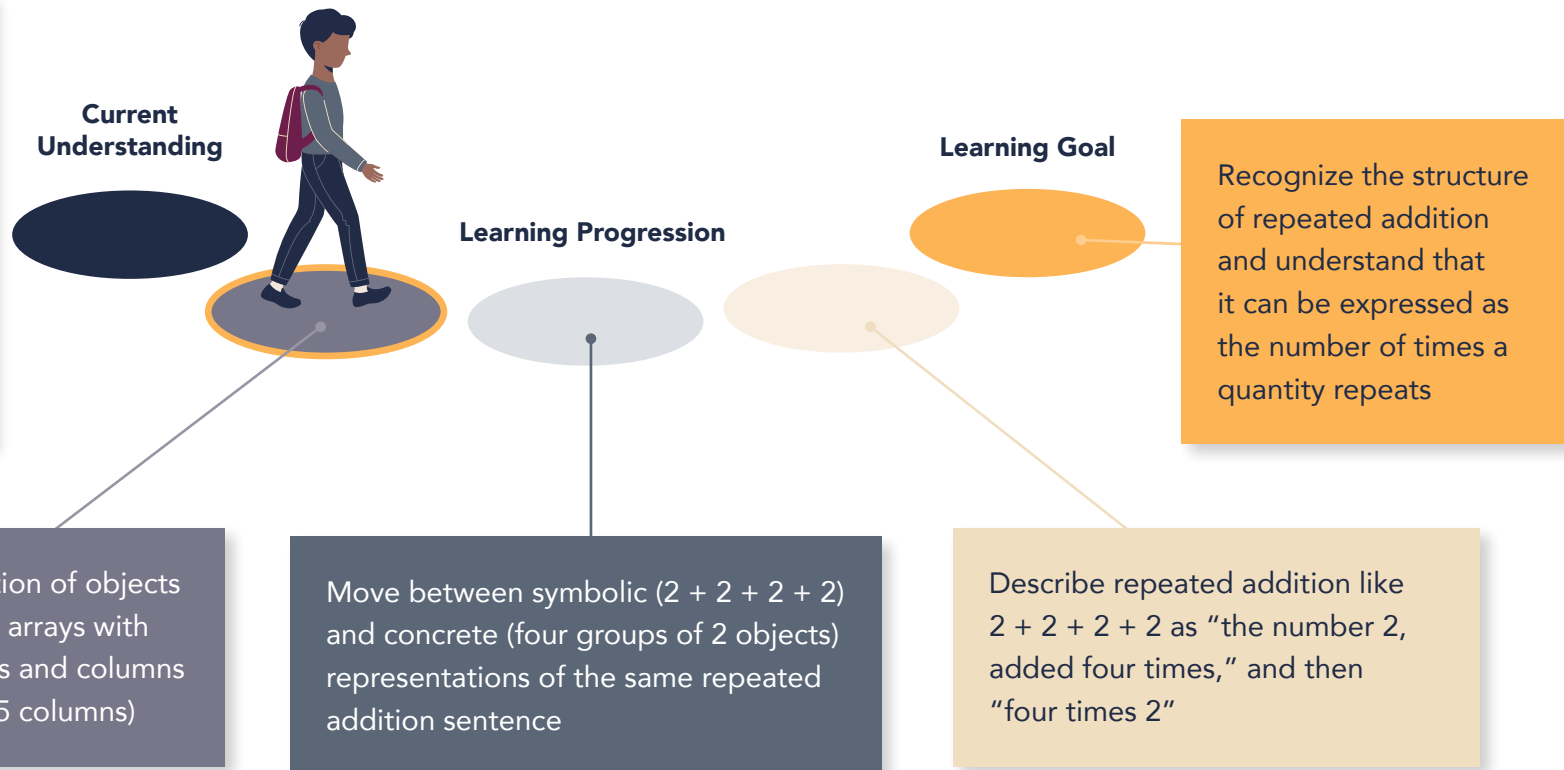 Current
Understanding
Learning Progression
Learning Goal
Recognize the structure
of repeated addition
and understand that
it can be expressed as
the number of times a
quantity repeats
of objects
arrays with
and columns
5 columns)
Move between symbolic (2 + 2 + 2 + 2)
and concrete (four groups of 2 objects)
representations of the same repeated
addition sentence
Describe repeated addition like
2 + 2 + 2 + 2 as “the number 2,
added four times,” and then
“four times 2”